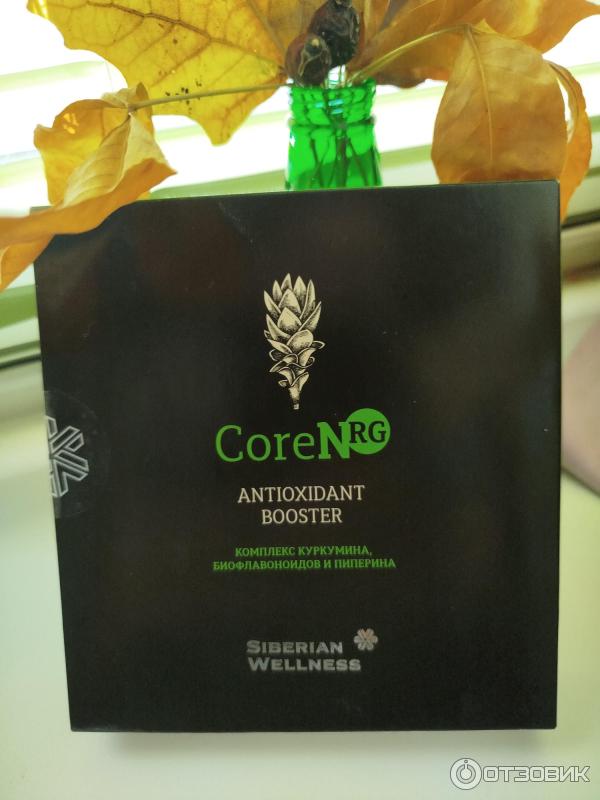 CoreNRG
ANTIOXIDANT
BOOSTER
КОМПЛЕКС КУРКУМИНА,
БИОФЛАВОНОИДОВ И ПИПЕРИНА
SIBERIAN
WELLNESS
ОТЗОВИК